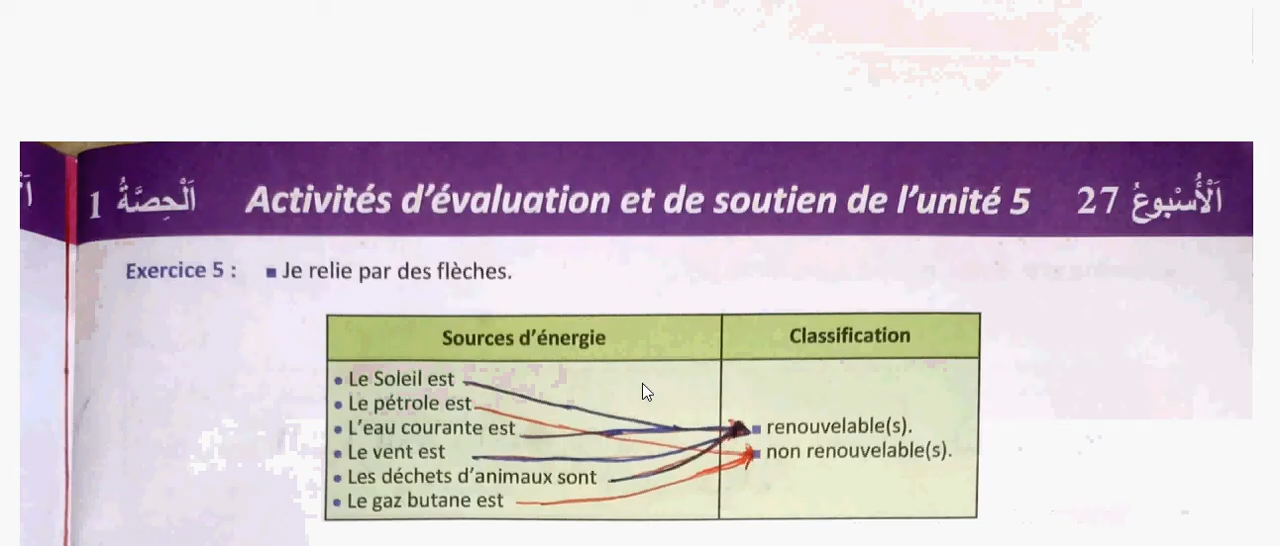 1 اَلْحِصَّةُ Activités d’évaluation et de soutien de l’unité 5 27 اَلْأُسْبُوعُ
Exercice 5 : ■ Je relie par des flèches.
Sources d’énergie Classification
• Le Soleil est
• Le pétrole est
• L’eau courante est ■ renouvelable(s).
• Le vent est ■ non renouvelable(s).
• Les déchets d’animaux sont
• Le gaz butane est